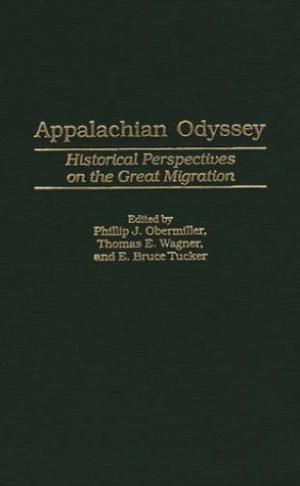 Appalachian Odyssey
Historical Perspectives
on the Great Migration
Edited by
Phillip J. Obermiller,
Thomas E. Wagner,
and E. Bruce Tucker